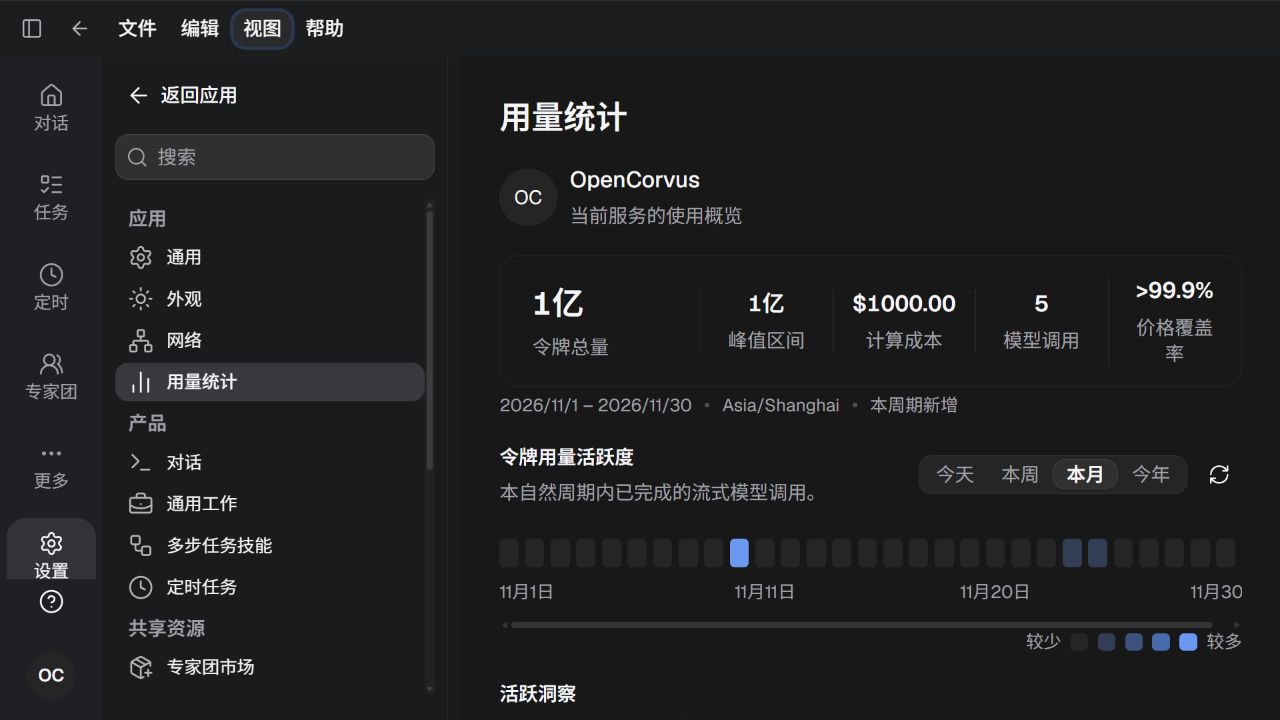 文件 编辑 视图 帮助
对话
任务
定时
专家团
更多
设置
OC
返回应用
搜索
应用
通用
外观
网络
用量统计
产品
对话
通用工作
多步任务技能
定时任务
共享资源
专家团市场
用量统计
OC
OpenCorvus
当前服务的使用概览
1亿
令牌总量
1亿
峰值区间
$1000.00
计算成本
5
模型调用
>99.9%
价格覆盖
率
2026/11/1 – 2026/11/30 • Asia/Shanghai • 本周期新增
令牌用量活跃度
本自然周期内已完成的流式模型调用。
今天 本周 本月 今年
11月1日 11月11日 11月20日 11月30
较少 较多
活跃洞察